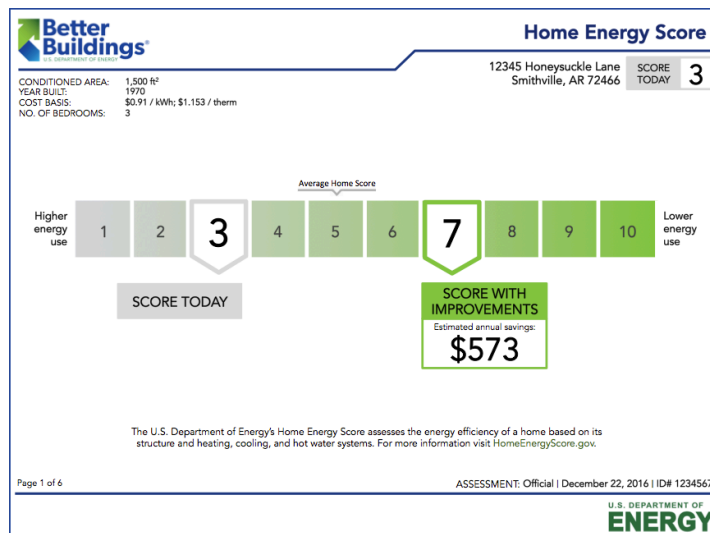 Better
Buildings®
U.S. DEPARTMENT OF ENERGY
Home Energy Score
12345 Honeysuckle Lane
Smithville, AR 72466
SCORE
TODAY
3
CONDITIONED AREA: 1,500 ft²
YEAR BUILT: 1970
COST BASIS: $0.91 / kWh; $1.153 / therm
NO. OF BEDROOMS: 3
Average Home Score
Higher
energy
use
1 2 3 4 5 6 7 8 9 10
Lower
energy
use
SCORE TODAY
SCORE WITH
IMPROVEMENTS
Estimated annual savings:
$573
The U.S. Department of Energy's Home Energy Score assesses the energy efficiency of a home based on its
structure and heating, cooling, and hot water systems. For more information visit HomeEnergyScore.gov.
Page 1 of 6
ASSESSMENT: Official | December 22, 2016 | ID# 1234567
U.S. DEPARTMENT OF
ENERGY